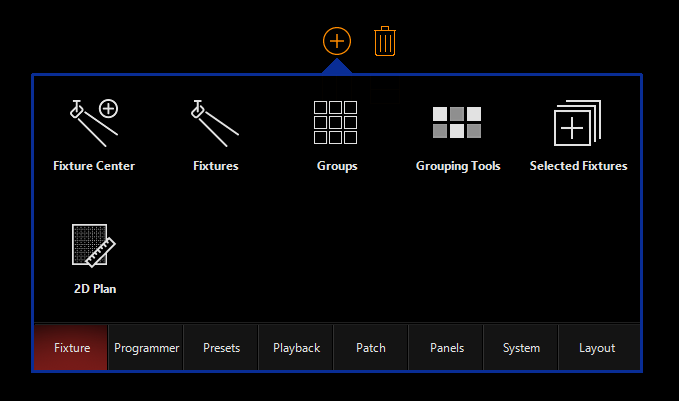 Fixture Center
Fixtures
Groups
Grouping Tools
Selected Fixtures
2D Plan
Fixture
Programmer
Presets
Playback
Patch
Panels
System
Layout